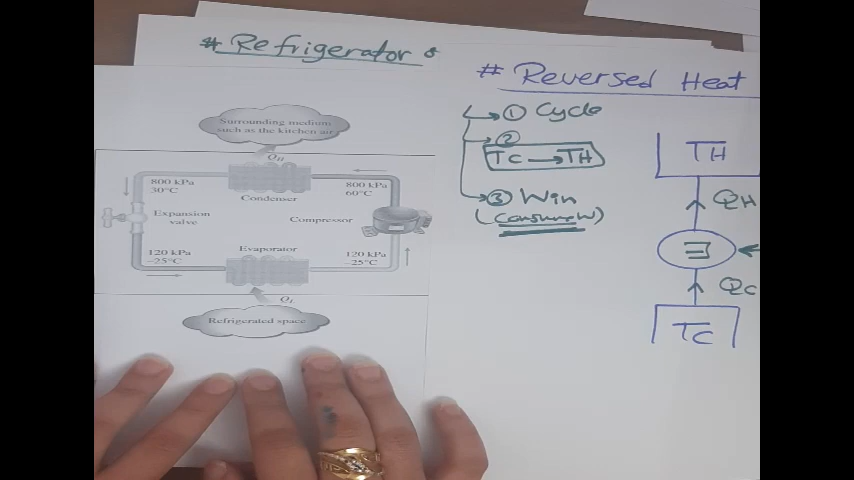 # Refrigerator
Surrounding medium
such as the kitchen air
QH
800 kPa
30°C
Condenser
800 kPa
60°C
Expansion
valve
Compressor
120 kPa
-25°C
Evaporator
120 kPa
-25°C
QL
Refrigerated space
# Reversed Heat
① Cycle
②
TC → TH
③ Win
(Consume W)
TH
QH
E
QC
TC